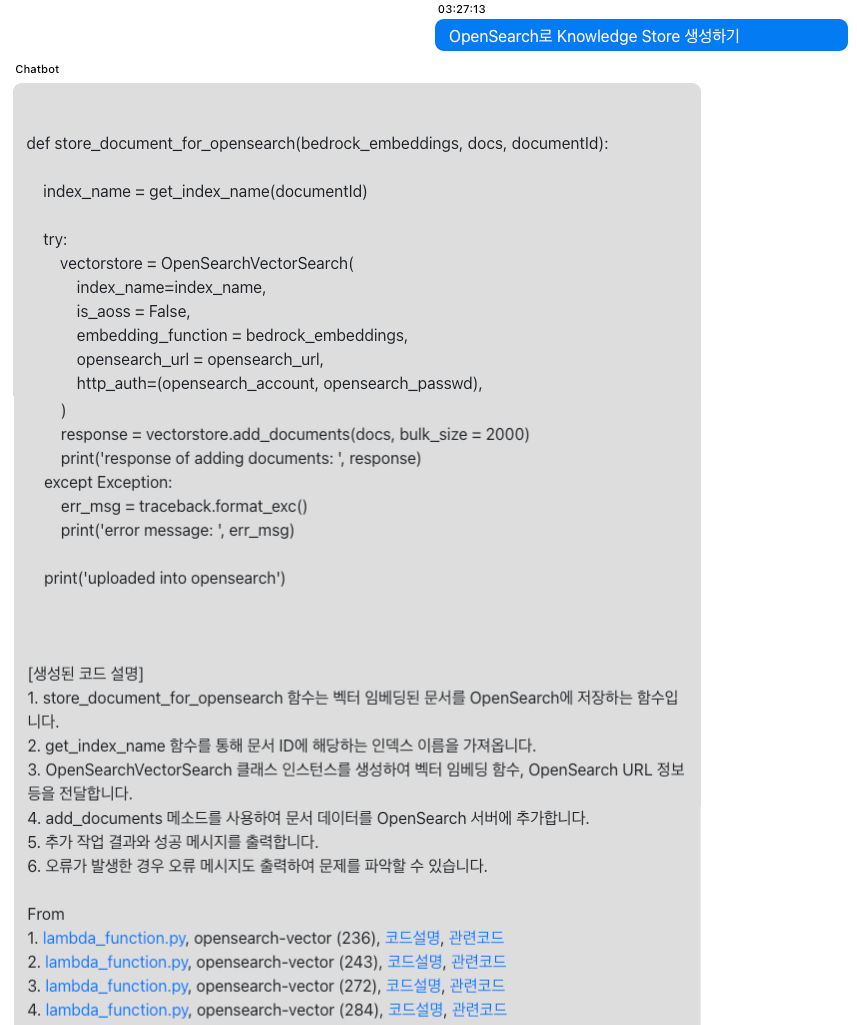 03:27:13
OpenSearch로 Knowledge Store 생성하기
Chatbot
def store_document_for_opensearch(bedrock_embeddings, docs, documentId):
index_name = get_index_name(documentId)
try:
vectorstore = OpenSearchVectorSearch(
index_name=index_name,
is_aoss = False,
embedding_function = bedrock_embeddings,
opensearch_url = opensearch_url,
http_auth=(opensearch_account, opensearch_passwd),
)
response = vectorstore.add_documents(docs, bulk_size = 2000)
print('response of adding documents: ', response)
except Exception:
err_msg = traceback.format_exc()
print('error message: ', err_msg)
print('uploaded into opensearch')
[생성된 코드 설명]
1. store_document_for_opensearch 함수는 벡터 임베딩된 문서를 OpenSearch에 저장하는 함수입
니다.
2. get_index_name 함수를 통해 문서 ID에 해당하는 인덱스 이름을 가져옵니다.
3. OpenSearchVectorSearch 클래스 인스턴스를 생성하여 벡터 임베딩 함수, OpenSearch URL 정보
등을 전달합니다.
4. add_documents 메소드를 사용하여 문서 데이터를 OpenSearch 서버에 추가합니다.
5. 추가 작업 결과와 성공 메시지를 출력합니다.
6. 오류가 발생한 경우 오류 메시지도 출력하여 문제를 파악할 수 있습니다.
From
1. lambda_function.py, opensearch-vector (236), 코드설명, 관련코드
2. lambda_function.py, opensearch-vector (243), 코드설명, 관련코드
3. lambda_function.py, opensearch-vector (272), 코드설명, 관련코드
4. lambda_function.py, opensearch-vector (284), 코드설명, 관련코드